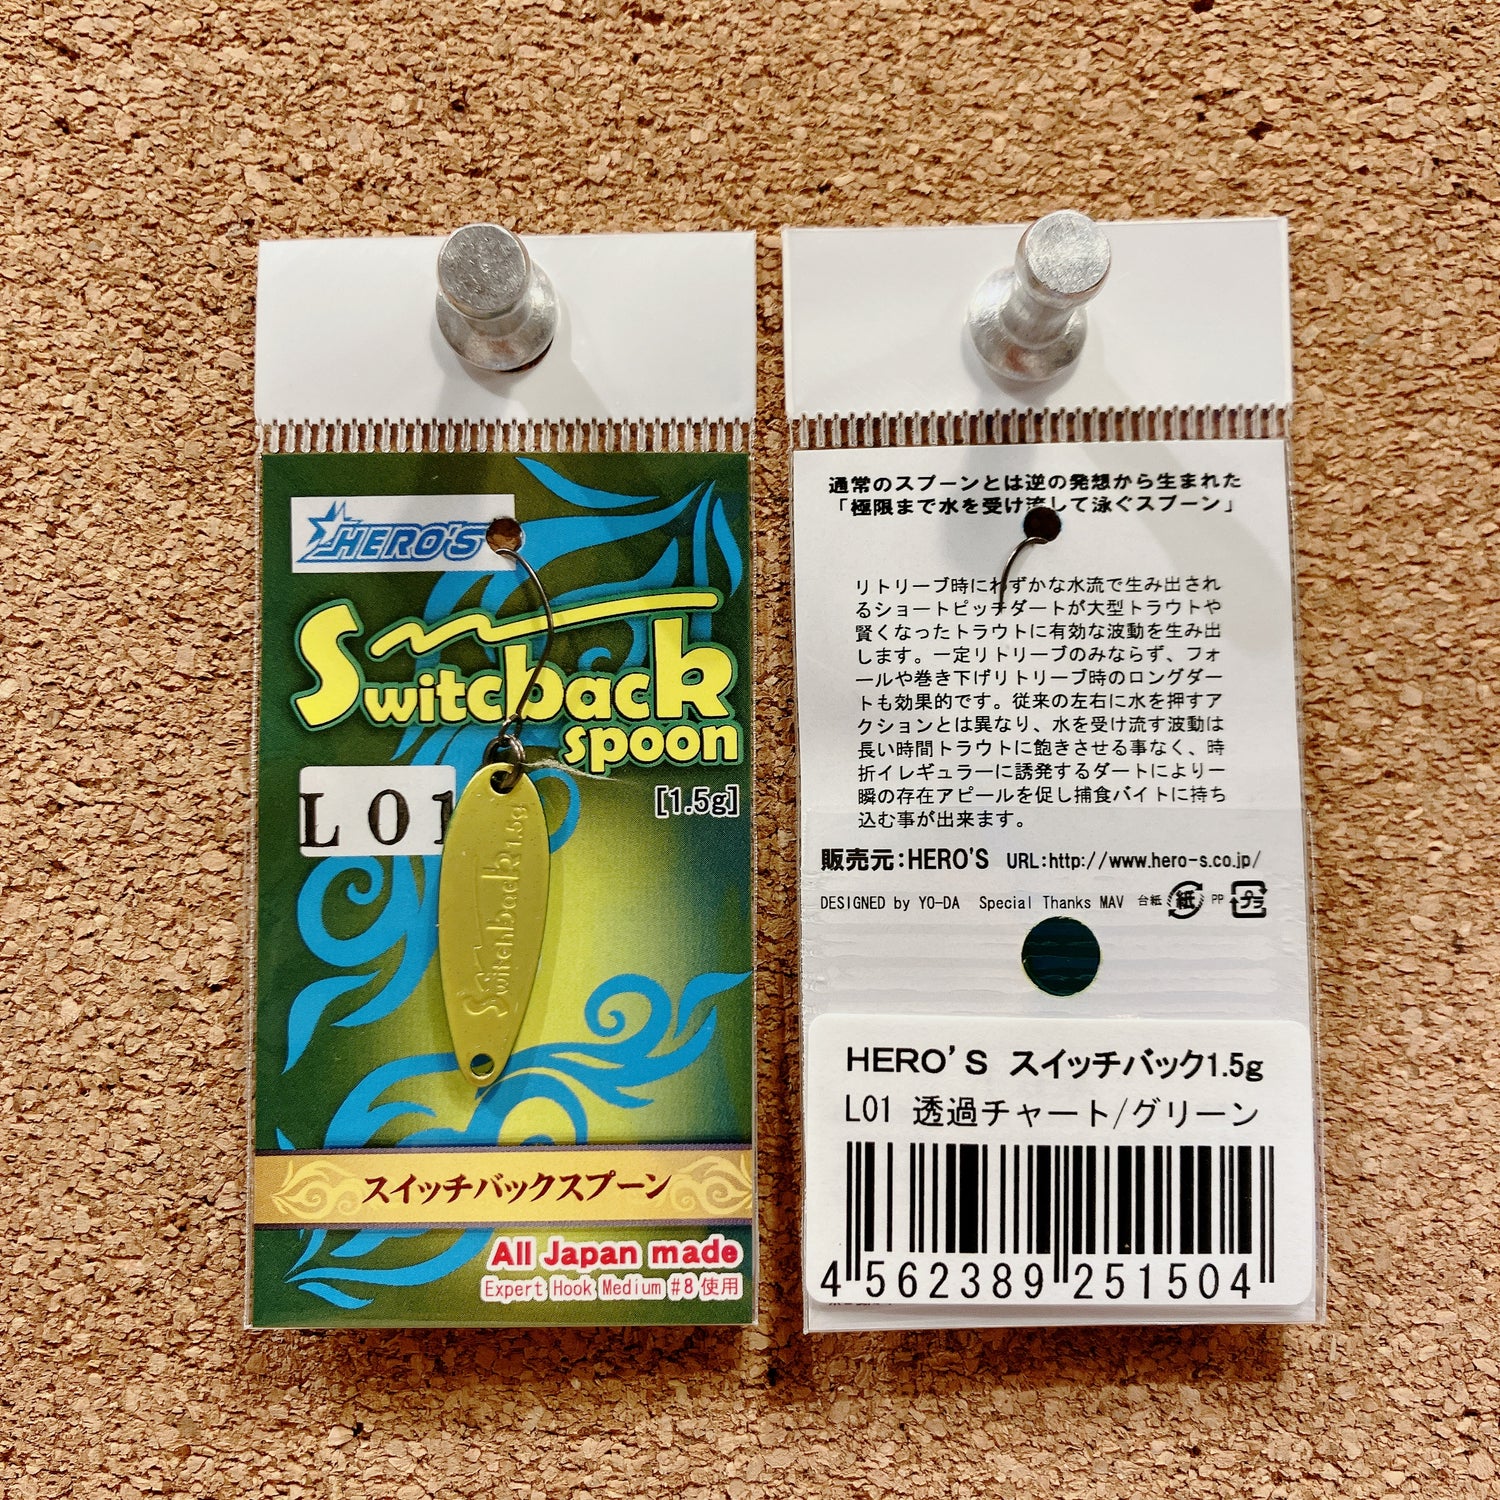 HERO'S
Switchback
spoon
[1.5g]
L01
Switchback 1.5g
スイッチバックスプーン
All Japan made
Expert Hook Medium #8使用
通常のスプーンとは逆の発想から生まれた
「極限まで水を受け流して泳ぐスプーン」
リトリーブ時にわずかな水流で生み出され
るショートピッチダートが大型トラウトや
賢くなったトラウトに有効な波動を生み出
します。一定リトリーブのみならず、フォ
ールや巻き下げリトリーブ時のロングダー
トも効果的です。従来の左右に水を押すア
クションとは異なり、水を受け流す波動は
長い時間トラウトに飽きさせる事なく、時
折イレギュラーに誘発するダートにより一
瞬の存在アピールを促し捕食バイトに持ち
込む事が出来ます。
販売元:HERO'S URL:http://www.hero-s.co.jp/
DESIGNED by YO-DA Special Thanks MAV 台紙 紙 PP プラ
HERO'S スイッチバック1.5g
L01 透過チャート/グリーン
4 562389 251504